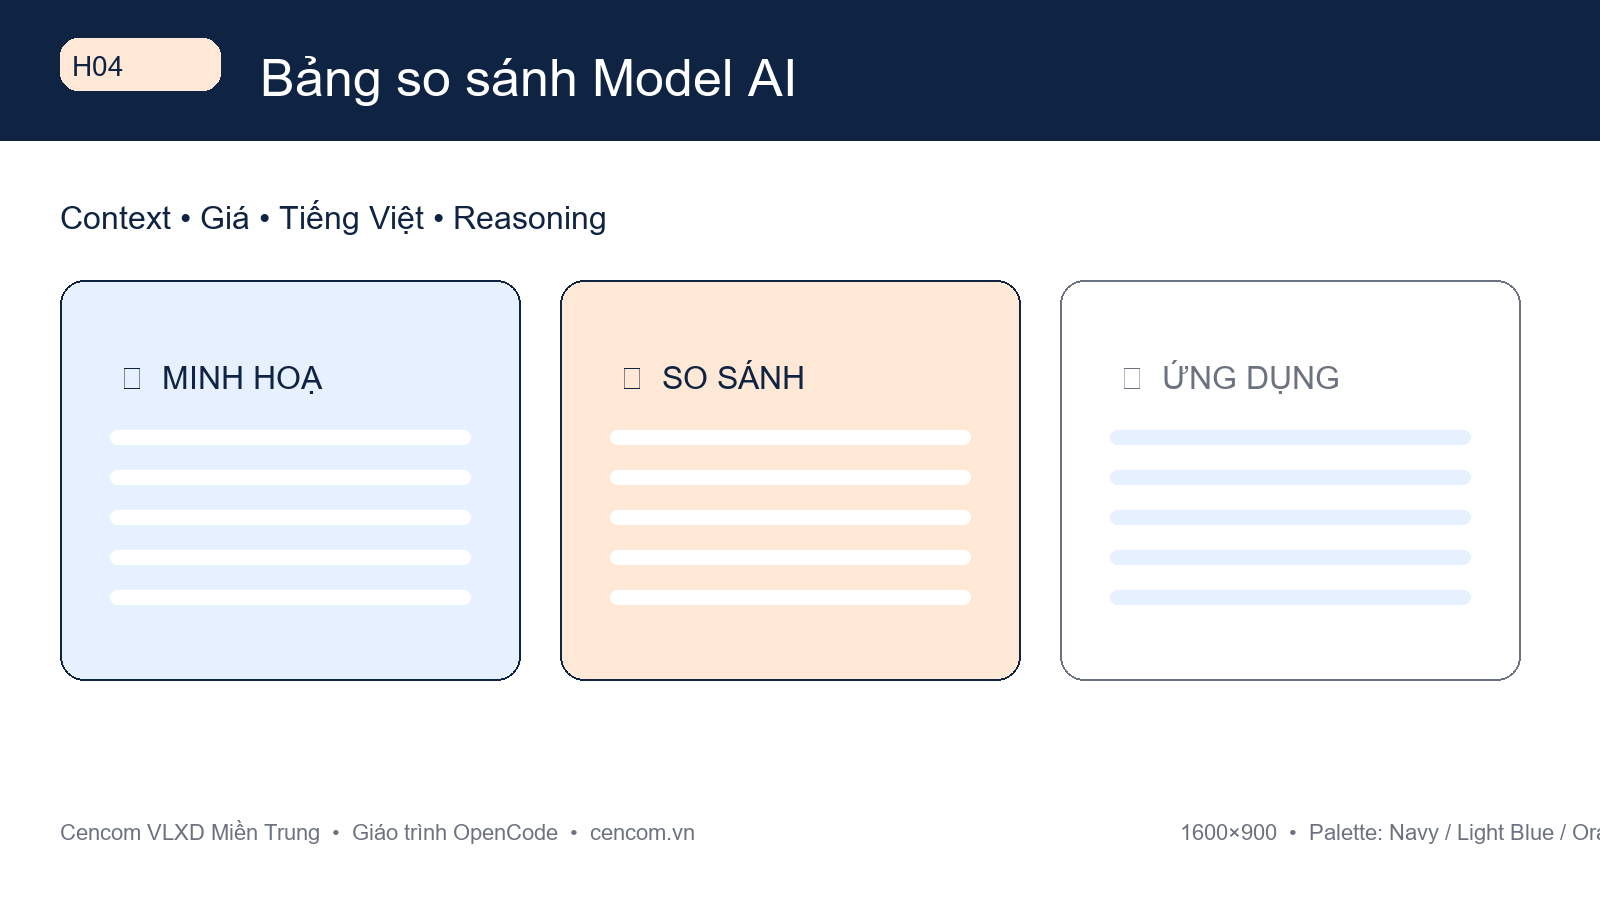 H04
Bảng so sánh Model AI
Context • Giá • Tiếng Việt • Reasoning
MINH HOẠ
SO SÁNH
ỨNG DỤNG
Cencom VLXD Miền Trung • Giáo trình OpenCode • cencom.vn
1600×900 • Palette: Navy / Light Blue / Ora